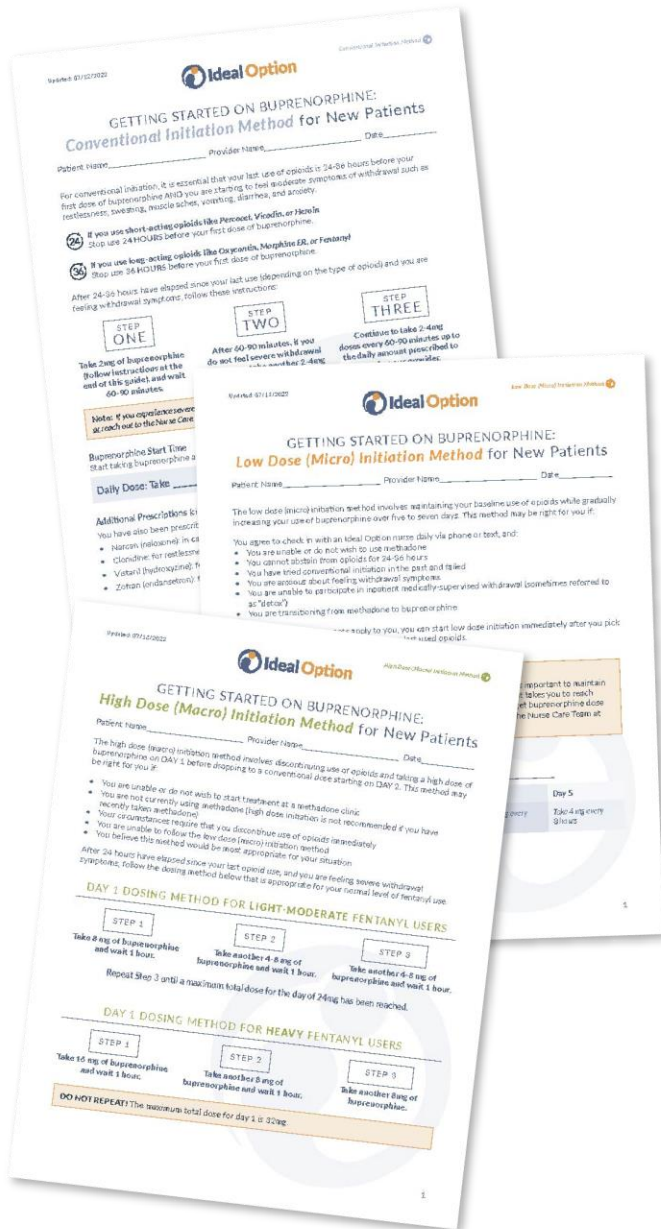 Updated: 07/12/2022
Ideal Option
Conventional Initiation Method
GETTING STARTED ON BUPRENORPHINE:
Conventional Initiation Method for New Patients
Patient Name Provider Name Date
For conventional initiation, it is essential that your last use of opioids is 24-36 hours before your
first dose of buprenorphine AND you are starting to feel moderate symptoms of withdrawal such as
restlessness, sweating, muscle aches, vomiting, diarrhea, and anxiety.
24 If you use short-acting opioids like Percocet, Vicodin, or Heroin
Stop use 24 HOURS before your first dose of buprenorphine.
36 If you use long-acting opioids like Oxycontin, Morphine ER, or Fentanyl
Stop use 36 HOURS before your first dose of buprenorphine.
After 24-36 hours have elapsed since your last use (depending on the type of opioid) and you are
feeling withdrawal symptoms, follow these instructions:
STEP
ONE
Take 2mg of buprenorphine
(follow instructions at the
end of this guide), and wait
60-90 minutes.
STEP
TWO
After 60-90 minutes, if you
do not feel severe withdrawal
take another 2-4mg
STEP
THREE
Continue to take 2-4mg
doses every 60-90 minutes up to
the daily amount prescribed to
provider.
Note: If you experience severe
or reach out to the Nurse Care
Buprenorphine Start Time
Start taking buprenorphine a
Daily Dose: Take
Additional Prescriptions
You have also been prescrib
• Narcan (naloxone): in ca
• Clonidine: for restlessne
• Vistaril (hydroxyzine): f
• Zofran (ondansetron): f
Updated: 07/12/2022
Ideal Option
Low Dose (Micro) Initiation Method
GETTING STARTED ON BUPRENORPHINE:
Low Dose (Micro) Initiation Method for New Patients
Patient Name Provider Name Date
The low dose (micro) initiation method involves maintaining your baseline use of opioids while gradually
increasing your use of buprenorphine over five to seven days. This method may be right for you if:
You agree to check in with an Ideal Option nurse daily via phone or text, and:
• You are unable or do not wish to use methadone
• You cannot abstain from opioids for 24-36 hours
• You have tried conventional initiation in the past and failed
• You are anxious about feeling withdrawal symptoms
• You are unable to participate in inpatient medically-supervised withdrawal (sometimes referred to
as "detox")
• You are transitioning from methadone to buprenorphine
apply to you, you can start low dose initiation immediately after you pick
last used opioids.
important to maintain
it takes you to reach
buprenorphine dose
the Nurse Care Team at
Day 5
every
Take 4 mg every
3 hours
1
Updated: 07/12/2022
Ideal Option
High Dose (Macro) Initiation Method
GETTING STARTED ON BUPRENORPHINE:
High Dose (Macro) Initiation Method for New Patients
Patient Name Provider Name Date
The high dose (macro) initiation method involves discontinuing use of opioids and taking a high dose of
buprenorphine on DAY 1 before dropping to a conventional dose starting on DAY 2. This method may
be right for you if:
• You are unable or do not wish to start treatment at a methadone clinic
• You are not currently using methadone (high dose initiation is not recommended if you have
recently taken methadone)
• Your circumstances require that you discontinue use of opioids immediately
• You are unable to follow the low dose (micro) initiation method
• You believe this method would be most appropriate for your situation
After 24 hours have elapsed since your last opioid use, and you are feeling severe withdrawal
symptoms, follow the dosing method below that is appropriate for your normal level of fentanyl use.
DAY 1 DOSING METHOD FOR LIGHT-MODERATE FENTANYL USERS
STEP 1
Take 8 mg of buprenorphine
and wait 1 hour.
STEP 2
Take another 4-8 mg of
buprenorphine and wait 1 hour.
STEP 3
Take another 4-8 mg of
buprenorphine and wait 1 hour.
Repeat Step 3 until a maximum total dose for the day of 24mg has been reached.
DAY 1 DOSING METHOD FOR HEAVY FENTANYL USERS
STEP 1
Take 16 mg of buprenorphine
and wait 1 hour.
STEP 2
Take another 8 mg of
buprenorphine and wait 1 hour.
STEP 3
Take another 8mg of
buprenorphine.
DO NOT REPEAT! The maximum total dose for day 1 is 32mg.
1